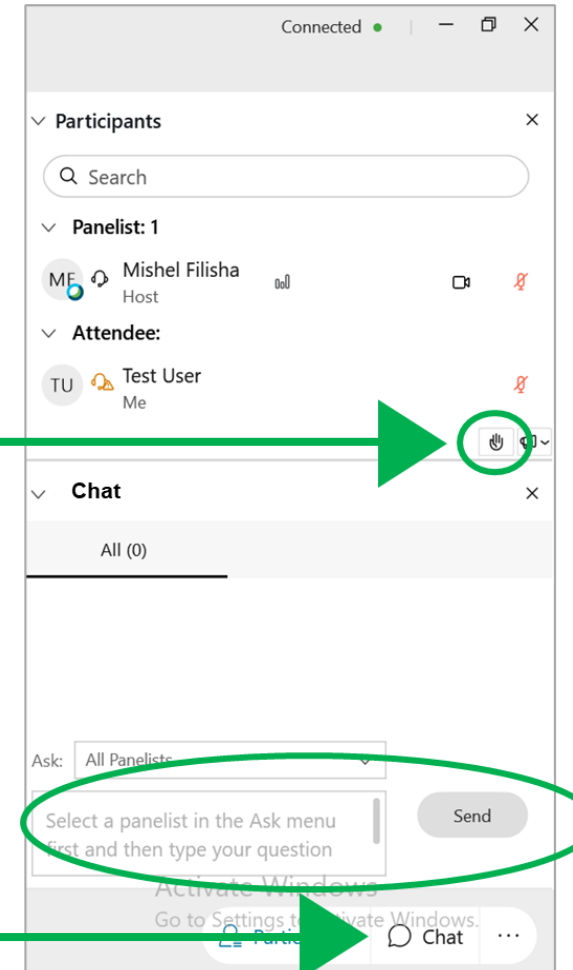 Connected
Participants
Search
Panelist: 1
MF Mishel Filisha
Host
Attendee:
TU Test User
Me
Chat
All (0)
Ask: All Panelists
Select a panelist in the Ask menu
first and then type your question
Send
Activate Windows
Go to Settings to Activate Windows.
Chat